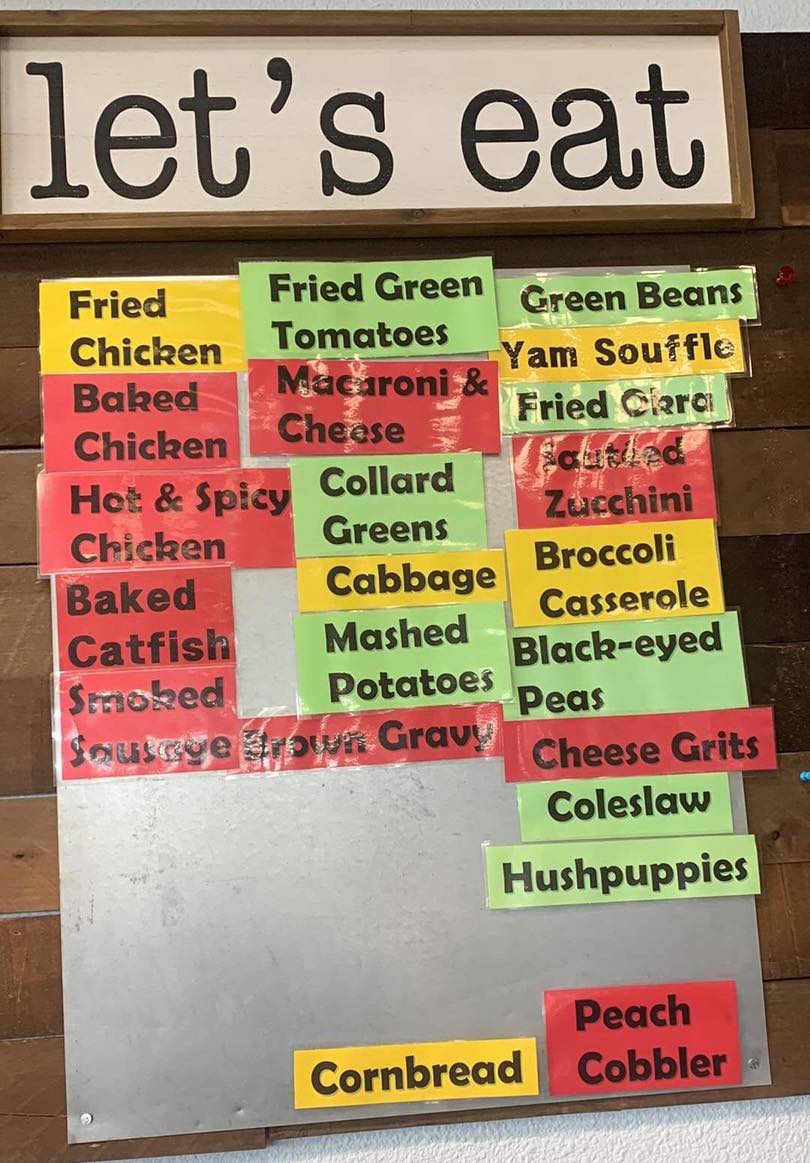 let's eat
Fried
Chicken
Baked
Chicken
Hot & Spicy
Chicken
Baked
Catfish
Smoked
Sausage
Fried Green
Tomatoes
Macaroni &
Cheese
Collard
Greens
Cabbage
Mashed
Potatoes
Brown Gravy
Green Beans
Yam Souffle
Fried Okra
Sautéed
Zucchini
Broccoli
Casserole
Black-eyed
Peas
Cheese Grits
Coleslaw
Hushpuppies
Cornbread
Peach
Cobbler